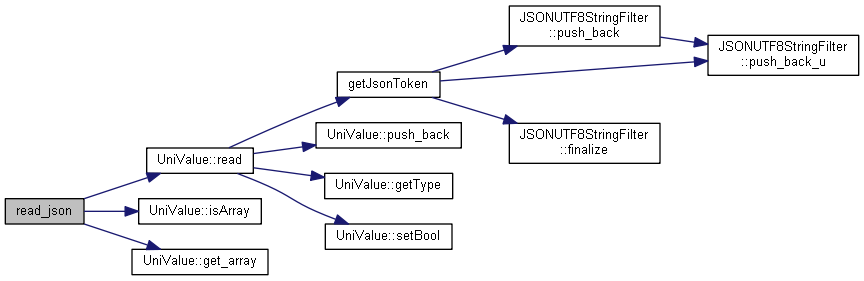 read_json
UniValue::read
UniValue::isArray
UniValue::get_array
getJsonToken
UniValue::push_back
UniValue::getType
UniValue::setBool
JSONUTF8StringFilter
::push_back
JSONUTF8StringFilter
::finalize
JSONUTF8StringFilter
::push_back_u